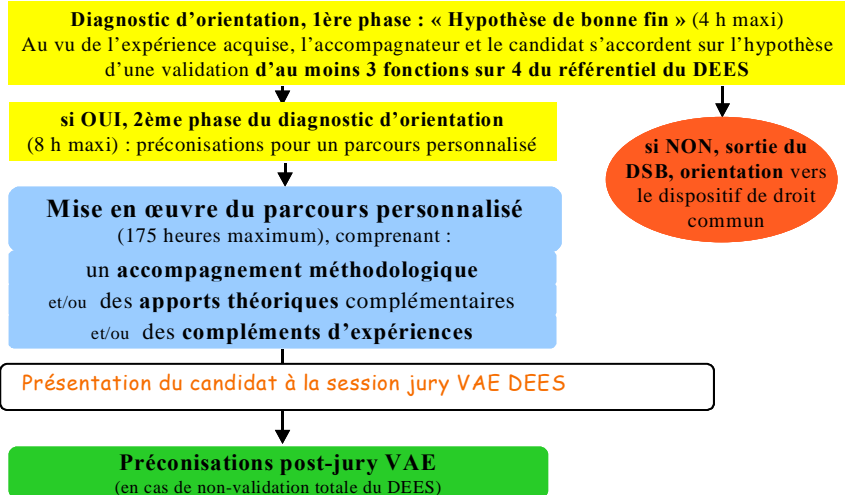 Diagnostic d'orientation, 1ère phase : « Hypothèse de bonne fin » (4 h maxi)
Au vu de l'expérience acquise, l'accompagnateur et le candidat s'accordent sur l'hypothèse
d'une validation d'au moins 3 fonctions sur 4 du référentiel du DEES
si OUI, 2ème phase du diagnostic d'orientation
(8 h maxi) : préconisations pour un parcours personnalisé
si NON, sortie du
DSB, orientation vers
le dispositif de droit
commun
Mise en œuvre du parcours personnalisé
(175 heures maximum), comprenant :
un accompagnement méthodologique
et/ou des apports théoriques complémentaires
et/ou des compléments d'expériences
Présentation du candidat à la session jury VAE DEES
Préconisations post-jury VAE
(en cas de non-validation totale du DEES)